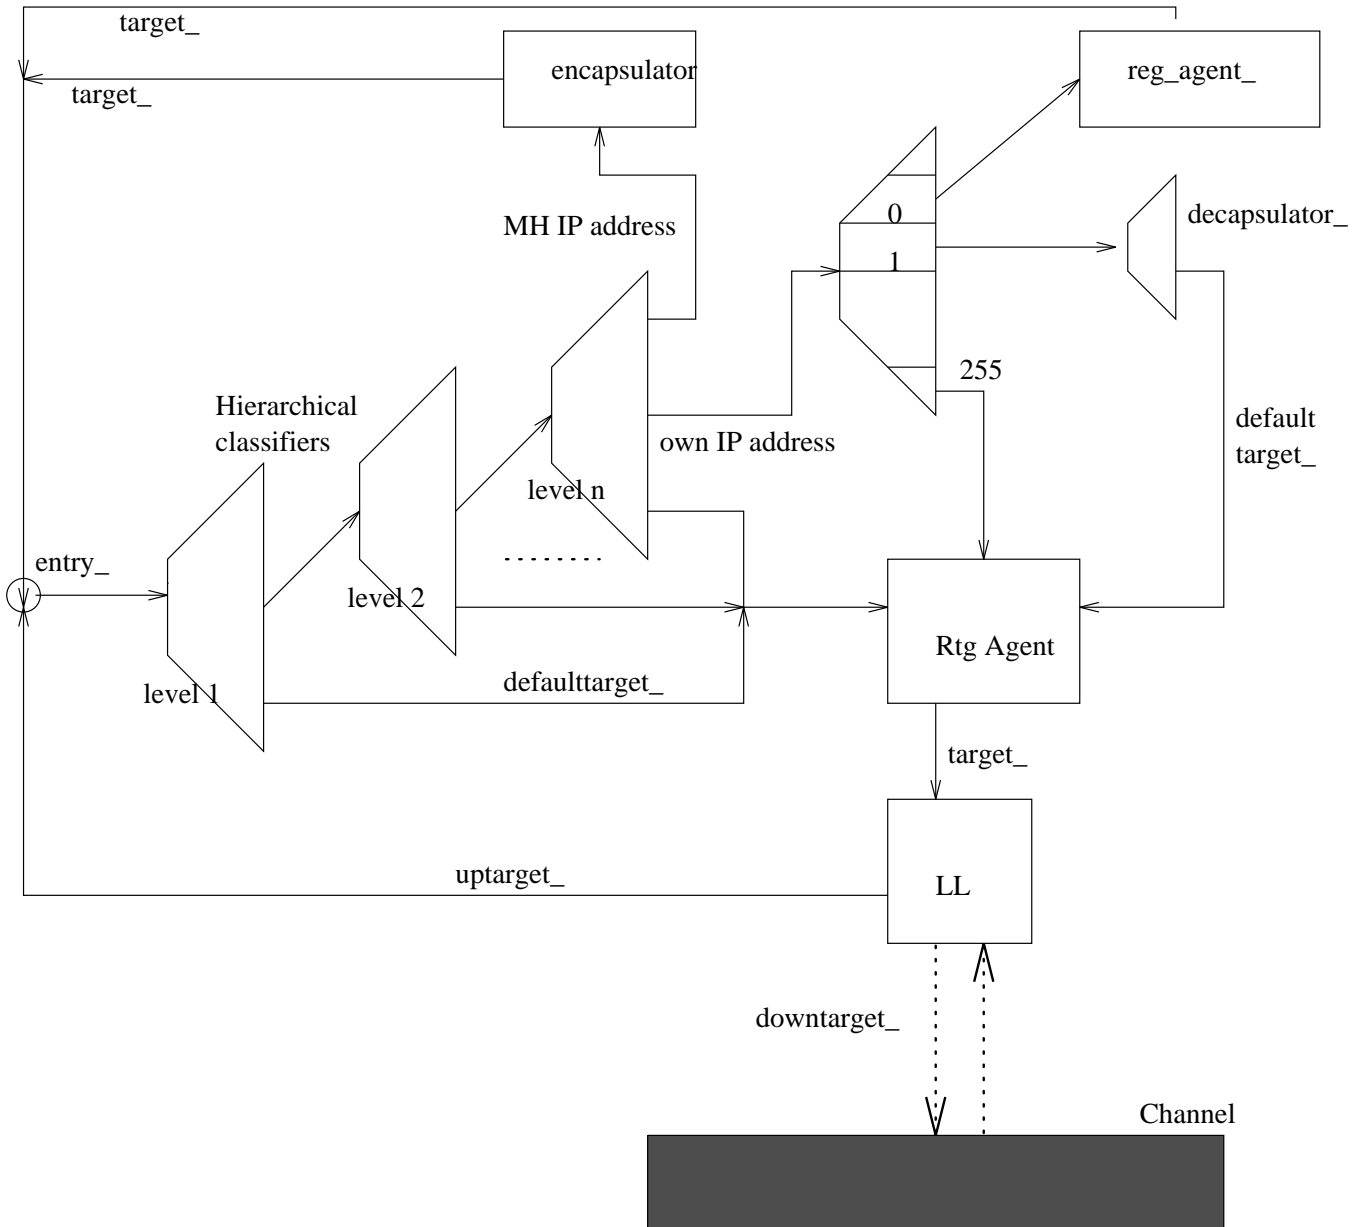 target_
encapsulator
reg_agent_
target_
0
decapsulator_
MH IP address
1
255
Hierarchical
classifiers
default
target_
own IP address
level n
entry_
level 2
Rtg Agent
defaulttarget_
level 1
target_
uptarget_
LL
downtarget_
Channel